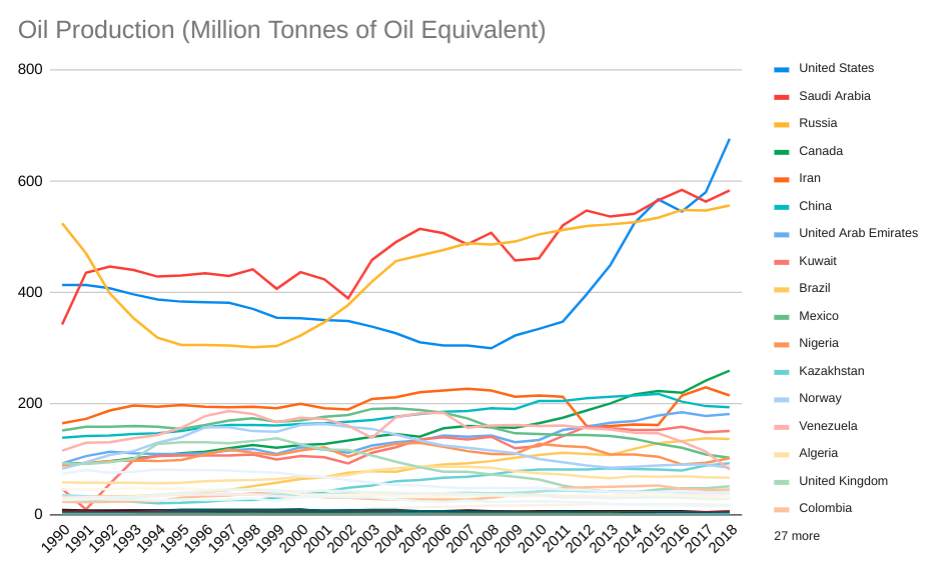 Oil Production (Million Tonnes of Oil Equivalent)
800
600
400
200
0
1990
1991
1992
1993
1994
1995
1996
1997
1998
1999
2000
2001
2002
2003
2004
2005
2006
2007
2008
2009
2010
2011
2012
2013
2014
2015
2016
2017
2018
United States
Saudi Arabia
Russia
Canada
Iran
China
United Arab Emirates
Kuwait
Brazil
Mexico
Nigeria
Kazakhstan
Norway
Venezuela
Algeria
United Kingdom
Colombia
27 more